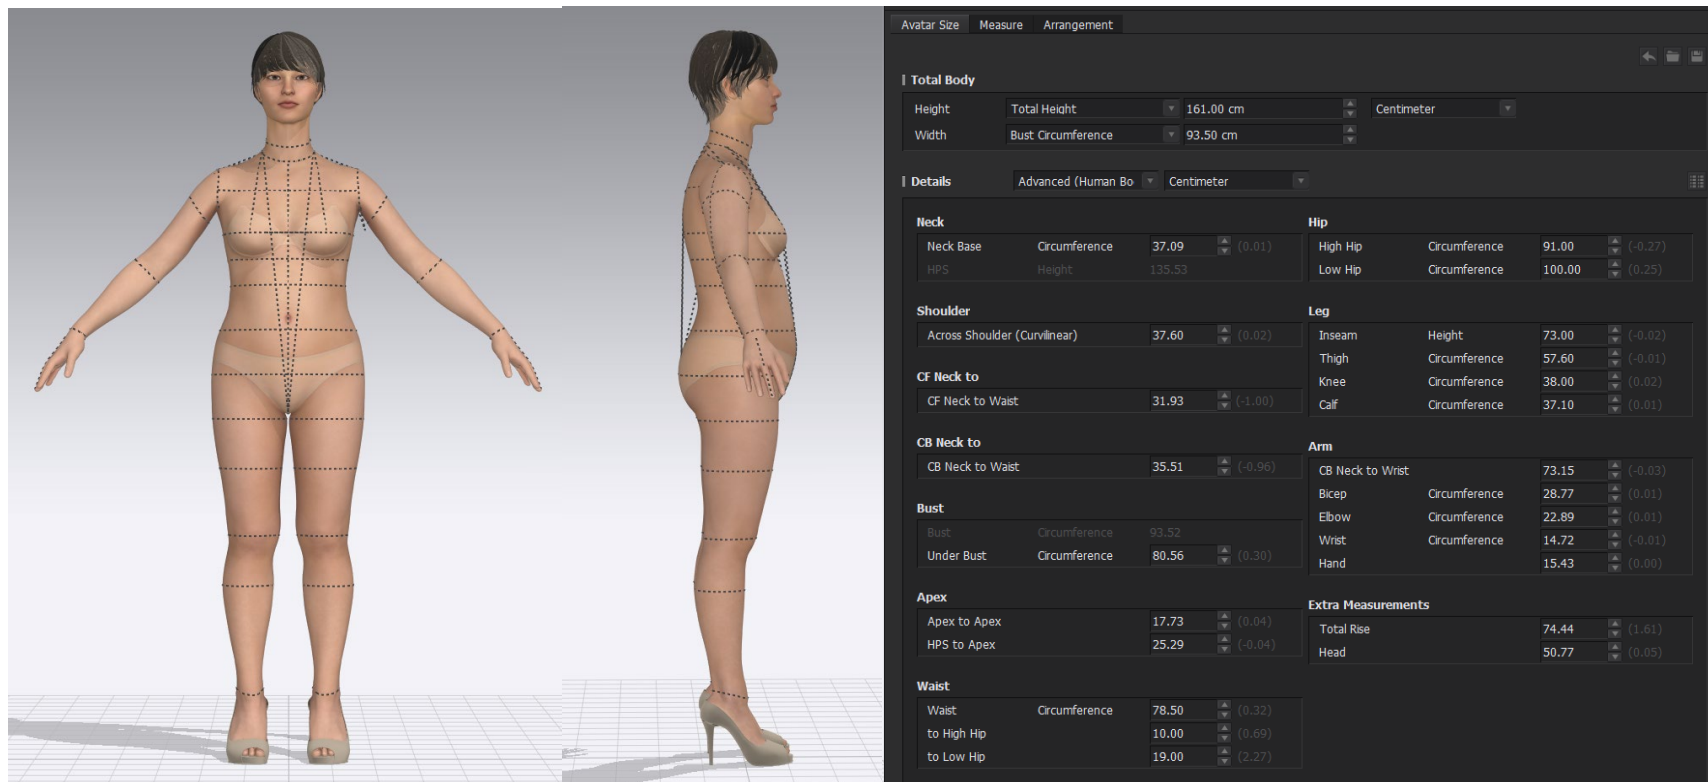 Avatar Size Measure Arrangement
Total Body
Height Total Height 161.00 cm Centimeter
Width Bust Circumference 93.50 cm
Details Advanced (Human Bo Centimeter
Neck
Neck Base Circumference 37.09 (0.01)
HPS Height 135.53
Shoulder
Across Shoulder (Curvilinear) 37.60 (0.02)
CF Neck to
CF Neck to Waist 31.93 (-1.00)
CB Neck to
CB Neck to Waist 35.51 (-0.96)
Bust
Bust Circumference 93.52
Under Bust Circumference 80.56 (0.30)
Apex
Apex to Apex 17.73 (0.04)
HPS to Apex 25.29 (-0.04)
Waist
Waist Circumference 78.50 (0.32)
to High Hip 10.00 (0.69)
to Low Hip 19.00 (2.27)
Hip
High Hip Circumference 91.00 (-0.27)
Low Hip Circumference 100.00 (0.25)
Leg
Inseam Height 73.00 (-0.02)
Thigh Circumference 57.60 (-0.01)
Knee Circumference 38.00 (0.02)
Calf Circumference 37.10 (0.01)
Arm
CB Neck to Wrist 73.15 (-0.03)
Bicep Circumference 28.77 (0.01)
Elbow Circumference 22.89 (0.01)
Wrist Circumference 14.72 (-0.01)
Hand 15.43 (0.00)
Extra Measurements
Total Rise 74.44 (1.61)
Head 50.77 (0.05)